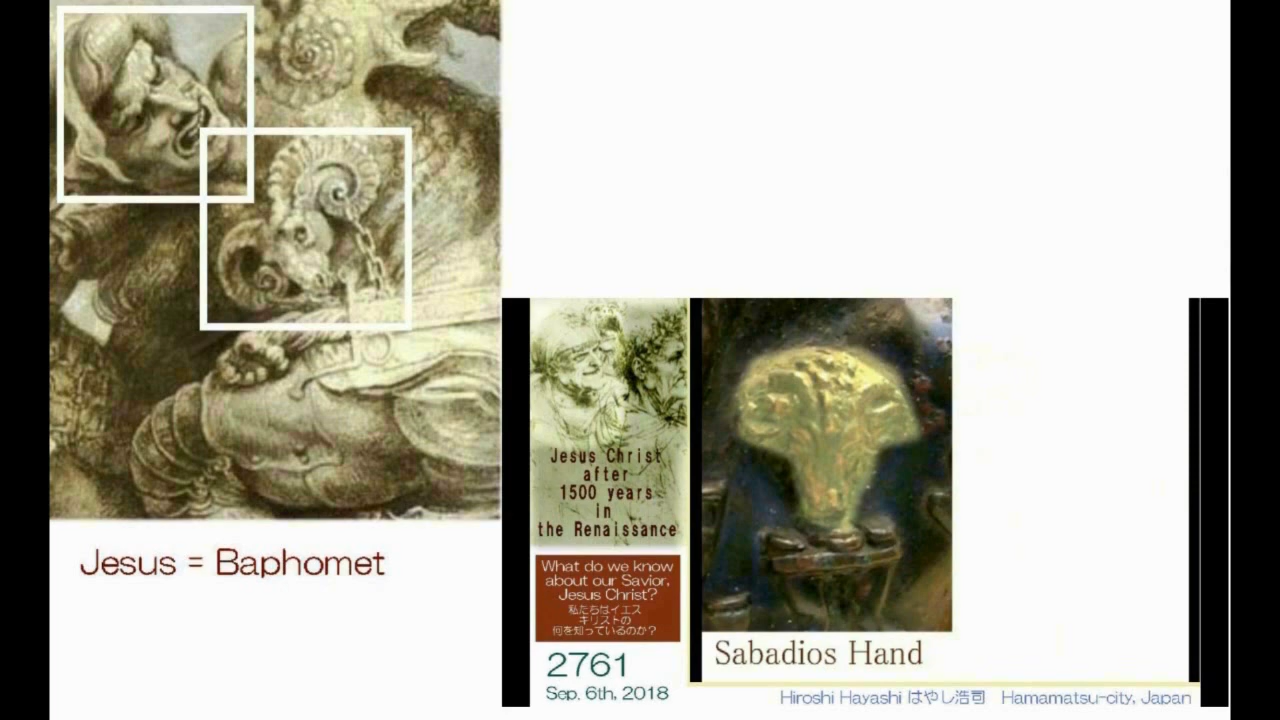 Jesus = Baphomet
Jesus Christ
after
1500 years
in
the Renaissance
What do we know
about our Savior,
Jesus Christ?
私たちはイエス
キリストの
何を知っているのか？
2761
Sep. 6th, 2018
Sabadios Hand
Hiroshi Hayashi はやし浩司 Hamamatsu-city, Japan